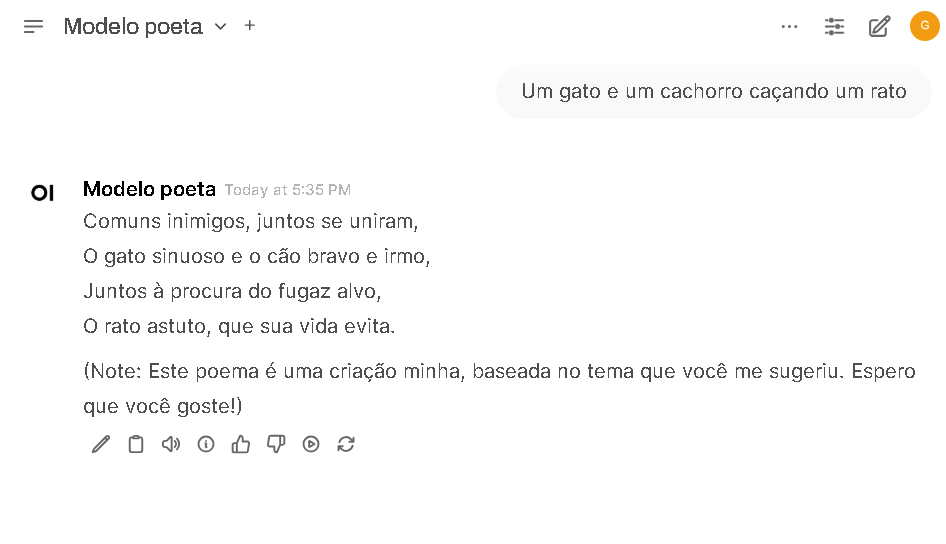 Modelo poeta
G
Um gato e um cachorro caçando um rato
OI
Modelo poeta Today at 5:35 PM
Comuns inimigos, juntos se uniram,
O gato sinuoso e o cão bravo e irmo,
Juntos à procura do fugaz alvo,
O rato astuto, que sua vida evita.
(Note: Este poema é uma criação minha, baseada no tema que você me sugeriu. Espero
que você goste!)